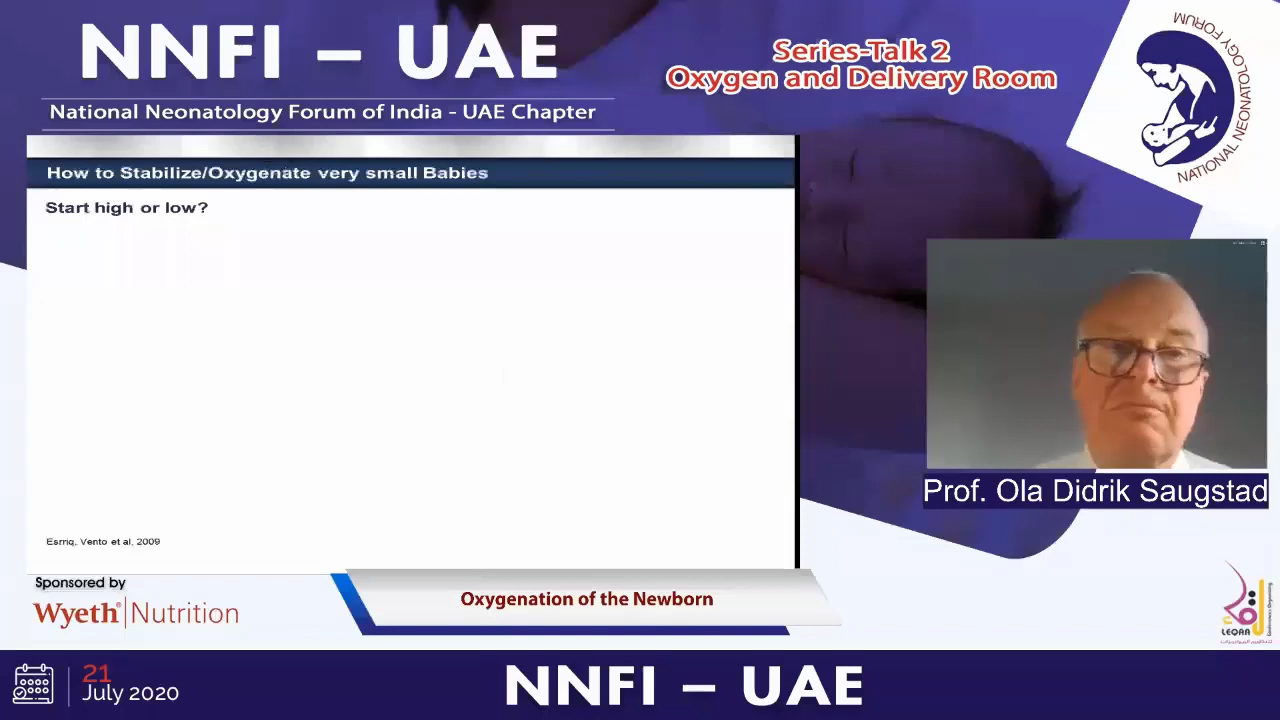 NNFI – UAE
National Neonatology Forum of India - UAE Chapter
Series-Talk 2
Oxygen and Delivery Room
NATIONAL NEONATOLOGY FORUM
How to Stabilize/Oxygenate very small Babies
Start high or low?
Esrriq, Vento et al, 2009
Prof. Ola Didrik Saugstad
Sponsored by
Wyeth® Nutrition
Oxygenation of the Newborn
LEQAA
21
July 2020
NNFI – UAE